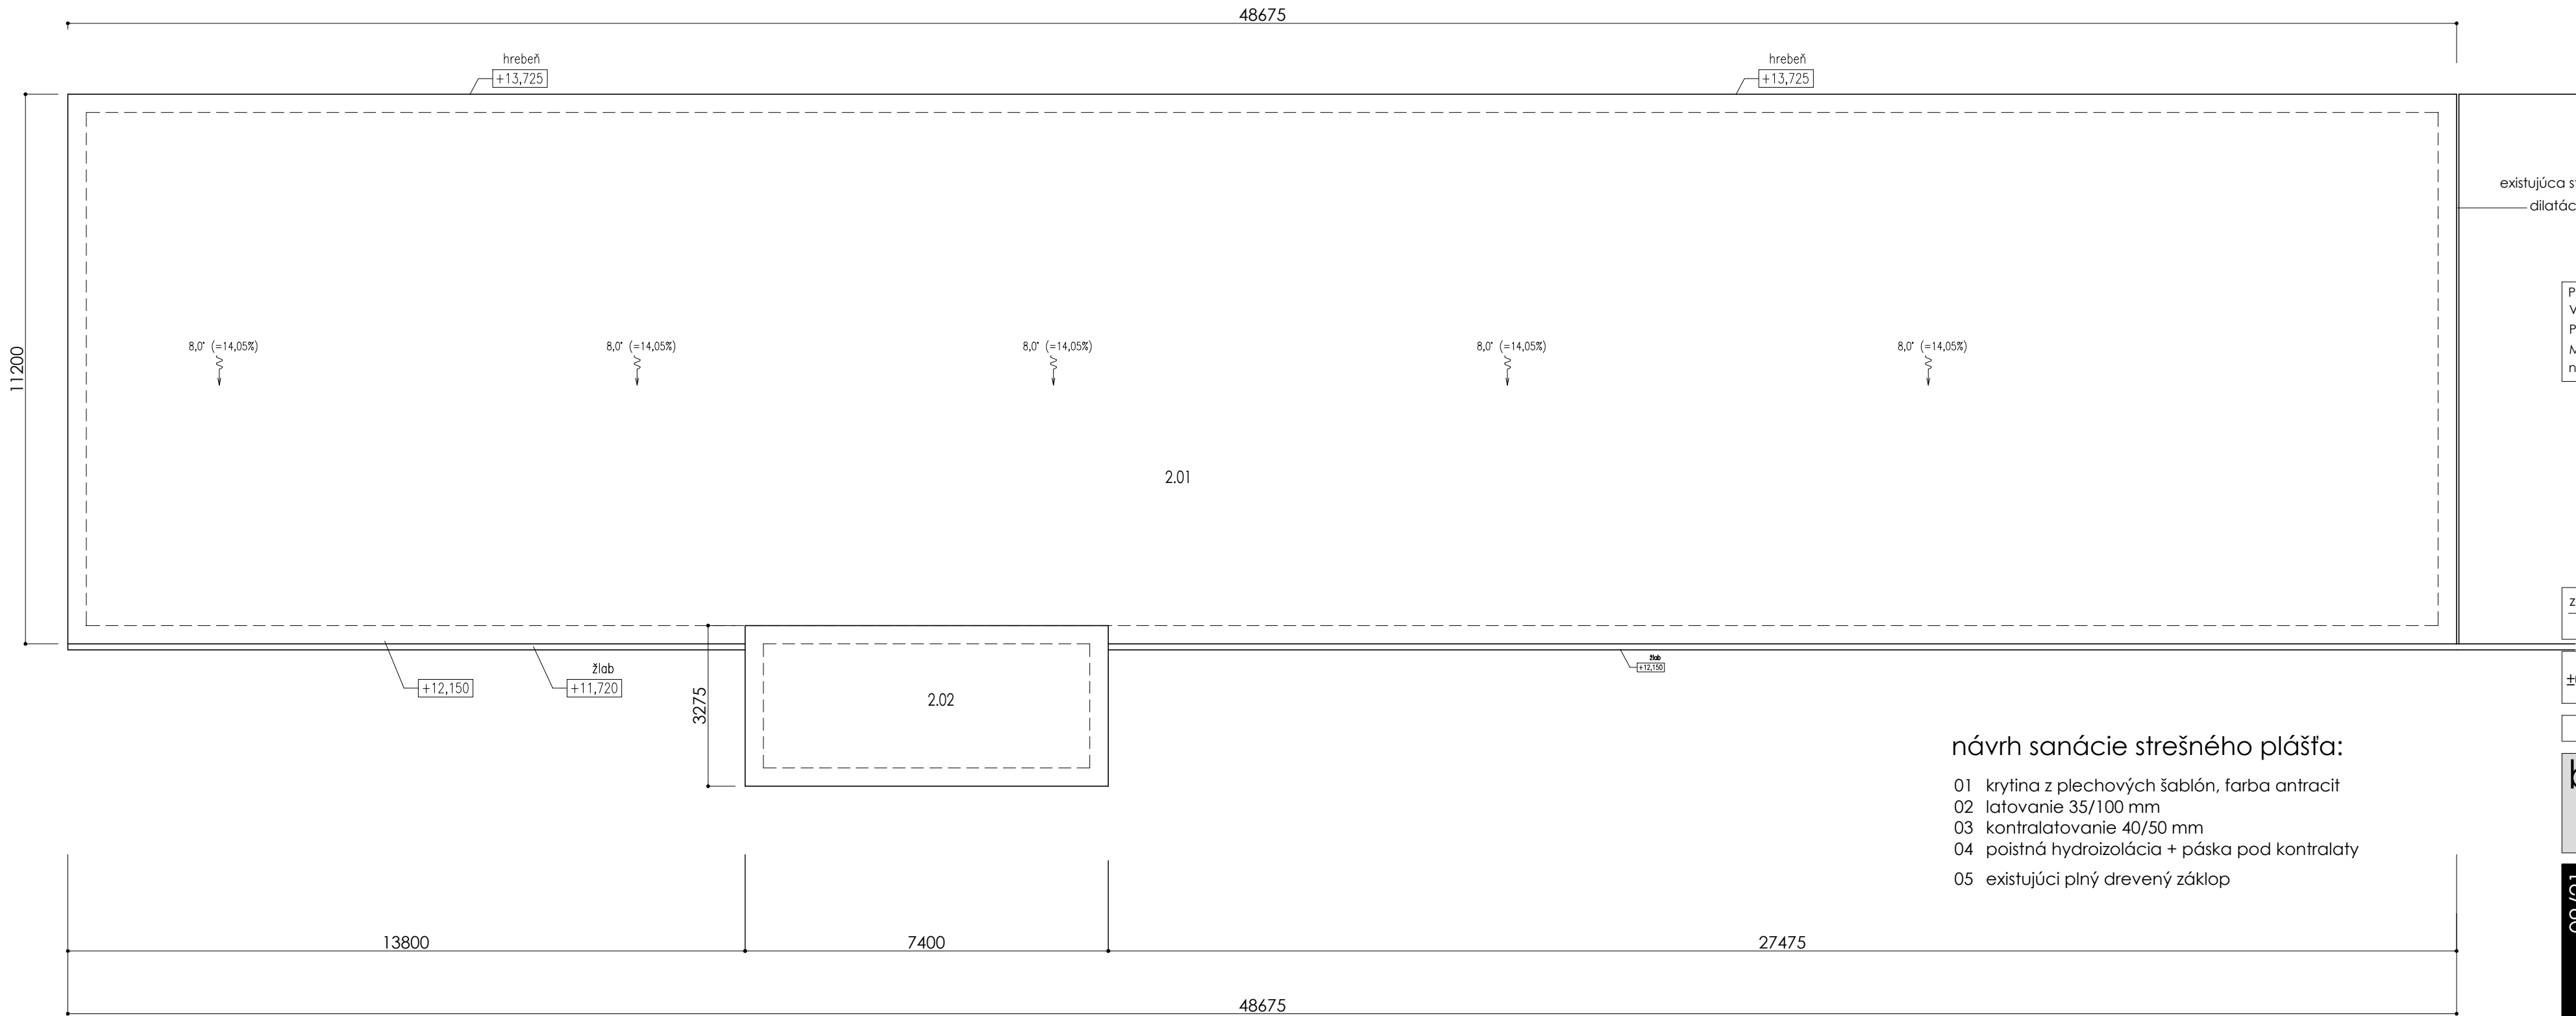 48675
hrebeň
+13,725
hrebeň
+13,725
existujúca
11200
8,0° (=14,05%)
8,0° (=14,05%)
8,0° (=14,05%)
8,0° (=14,05%)
8,0° (=14,05%)
2.01
+12,150
žlab
+11,720
3275
2.02
žlab
+12,150
návrh sanácie strešného plášťa:
01 krytina z plechových šablón, farba antracit
02 latovanie 35/100 mm
03 kontralatovanie 40/50 mm
04 poistná hydroizolácia + páska pod kontralaty
05 existujúci plný drevený záklop
13800
7400
27475
48675